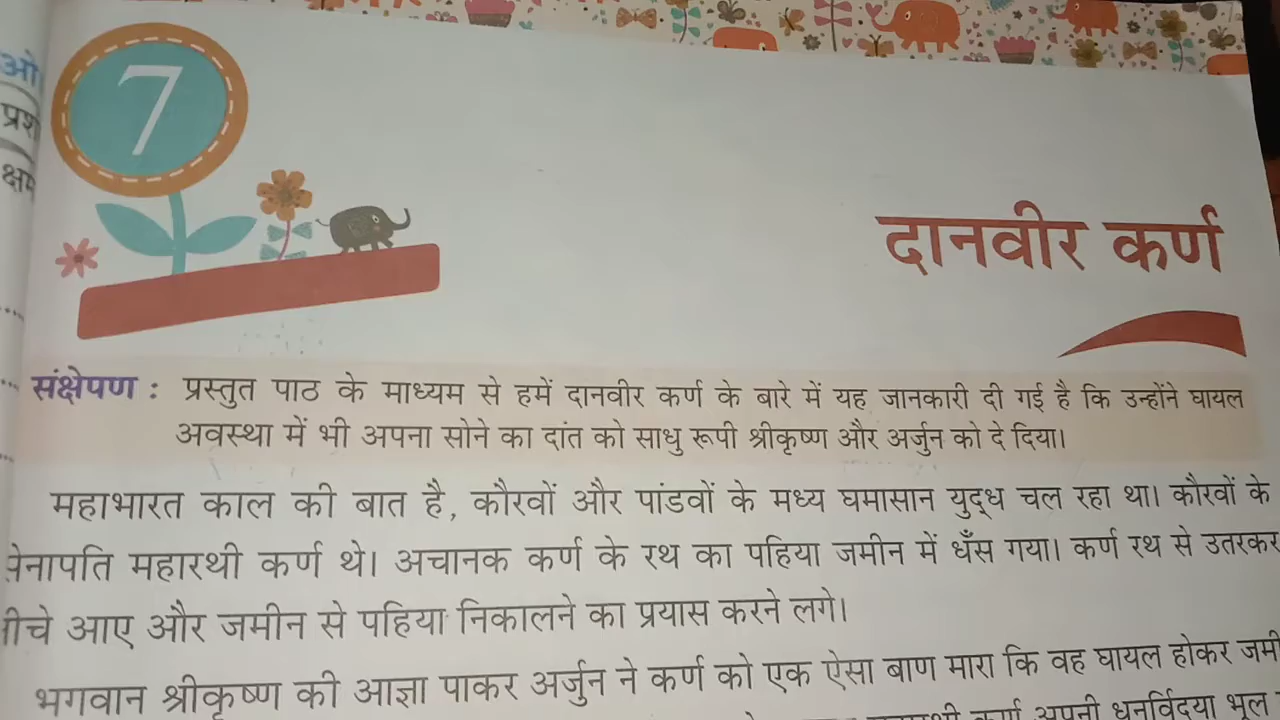 7
दानवीर कर्ण
संक्षेपण : प्रस्तुत पाठ के माध्यम से हमें दानवीर कर्ण के बारे में यह जानकारी दी गई है कि उन्होंने घायल
अवस्था में भी अपना सोने का दांत को साधु रूपी श्रीकृष्ण और अर्जुन को दे दिया।
महाभारत काल की बात है, कौरवों और पांडवों के मध्य घमासान युद्ध चल रहा था। कौरवों के
सेनापति महारथी कर्ण थे। अचानक कर्ण के रथ का पहिया जमीन में धँस गया। कर्ण रथ से उतरकर
नीचे आए और जमीन से पहिया निकालने का प्रयास करने लगे।
भगवान श्रीकृष्ण की आज्ञा पाकर अर्जुन ने कर्ण को एक ऐसा बाण मारा कि वह घायल होकर
कर्ण अपनी धनुर्विद्या भूल